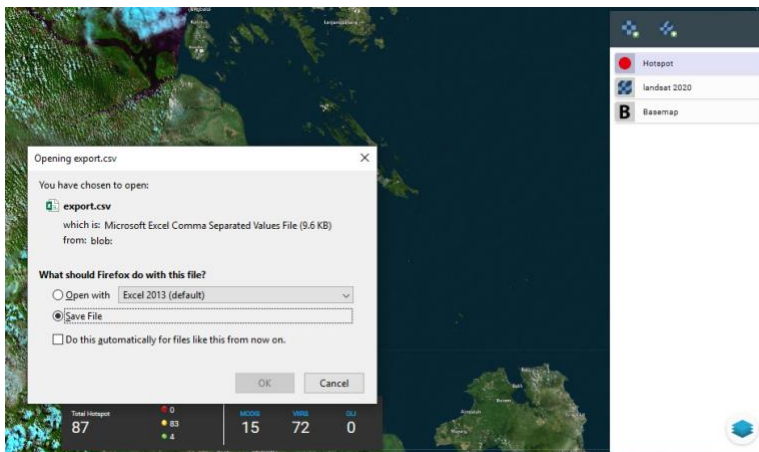 Hotspot
landsat 2020
B Basemap
Opening export.csv
You have chosen to open:
export.csv
which is: Microsoft Excel Comma Separated Values File (9.6 KB)
from: blob:
What should Firefox do with this file?
Open with Excel 2013 (default)
Save File
Do this automatically for files like this from now on.
OK Cancel
Total Hotspot
87
0
83
4
MODIS VIIRS OLI
15 72 0